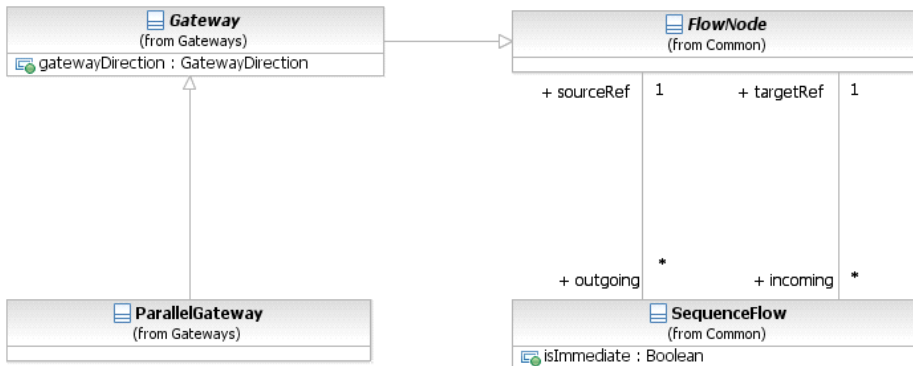 Gateway
(from Gateways)
gatewayDirection : GatewayDirection
FlowNode
(from Common)
+ sourceRef 1
+ targetRef 1
+ outgoing *
+ incoming *
ParallelGateway
(from Gateways)
SequenceFlow
(from Common)
isImmediate : Boolean